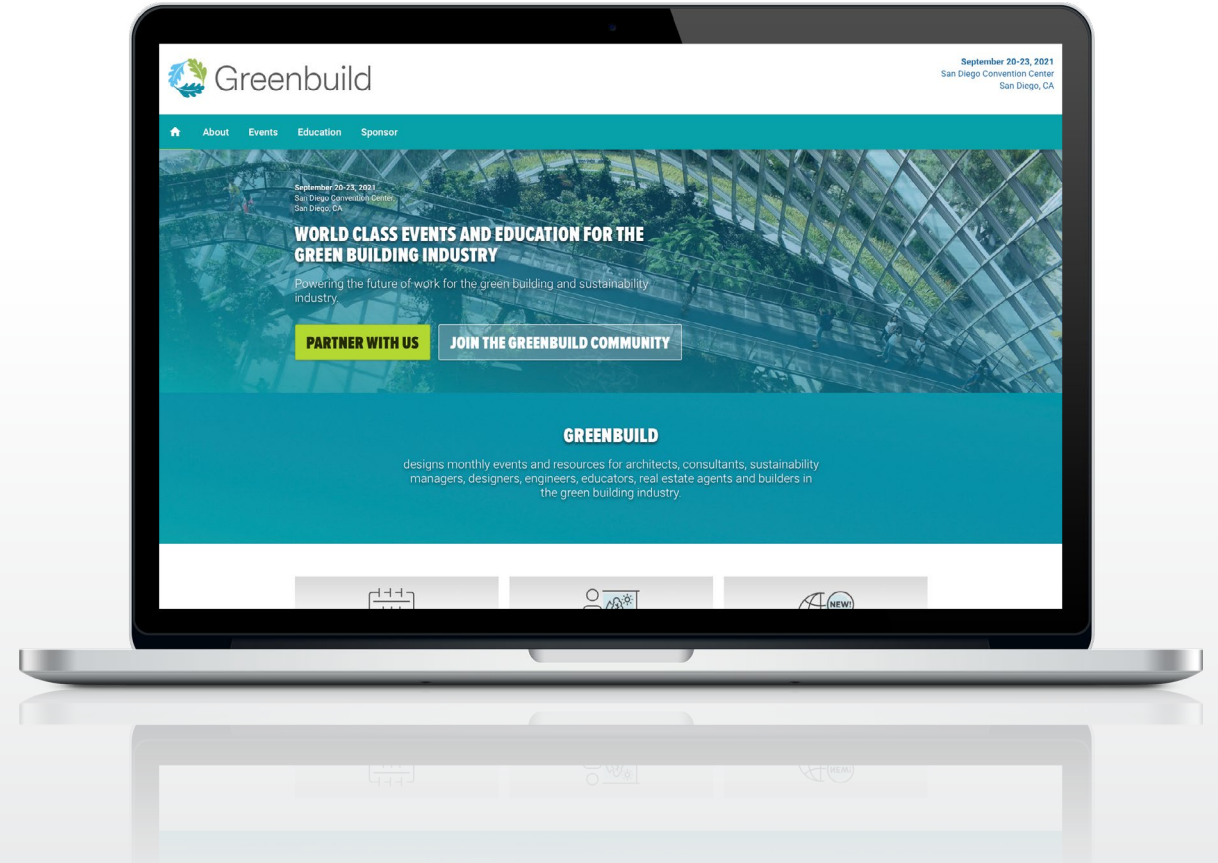 Greenbuild
September 20-23, 2021
San Diego Convention Center
San Diego, CA
About Events Education Sponsor
September 20-23, 2021
San Diego Convention Center
San Diego, CA
WORLD CLASS EVENTS AND EDUCATION FOR THE
GREEN BUILDING INDUSTRY
Powering the future of work for the green building and sustainability
industry.
PARTNER WITH US JOIN THE GREENBUILD COMMUNITY
GREENBUILD
designs monthly events and resources for architects, consultants, sustainability
managers, designers, engineers, educators, real estate agents and builders in
the green building industry.
NEW!